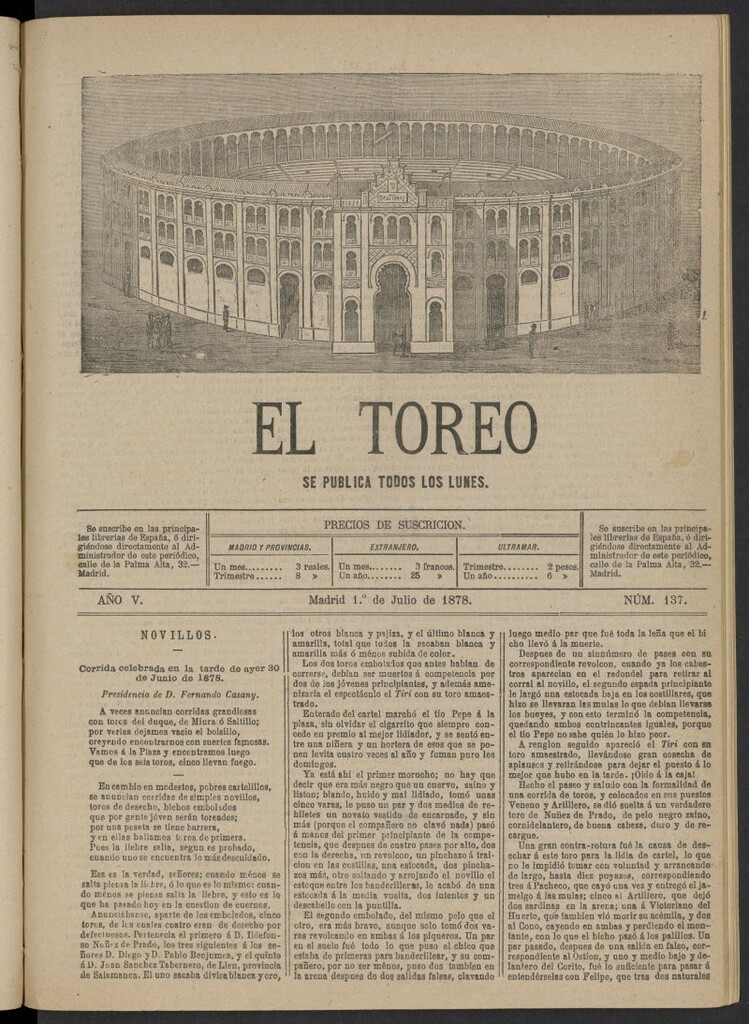 EL TOREO
SE PUBLICA TODOS LOS LUNES.
Se suscribe en las principa-
les librerías de España, ó diri-
giéndose directamente al Ad-
ministrador de este periódico,
calle de la Palma Alta, 32.—
Madrid.
PRECIOS DE SUSCRICION.
MADRID Y PROVINCIAS.
Un mes......... 3 reales.
Trimestre...... 8 »
EXTRANJERO.
Un mes........ 3 francos.
Un año........ 25 »
ULTRAMAR.
Trimestre........ 2 pesos.
Un año........... 6 »
Se suscribe en las principa-
les librerías de España, ó diri-
giéndose directamente al Ad-
ministrador de este periódico,
calle de la Palma Alta, 32.—
Madrid.
AÑO V.
Madrid 1.º de Julio de 1878.
NÚM. 137.
NOVILLOS.
Corrida celebrada en la tarde de ayer 30
de Junio de 1878.
Presidencia de D. Fernando Casany.
A veces anuncian corridas grandiosas
con toros del duque, de Miura ó Saltillo;
por verlas dejamos vacío el bolsillo,
creyendo encontrarnos con suertes famosas.
Vamos á la Plaza y encontramos luego
que de los seis toros, cinco llevan fuego.
En cambio en modestos, pobres cartelillos,
se anuncian corridas de simples novillos,
toros de desecho, bichos embolados
que por gente jóven serán toreados;
por una peseta se tiene barrera,
y en ellas hallamos toros de primera.
Pues la liebre salta, segun es probado,
cuando uno se encuentra lo más descuidado.
Esa es la verdad, señores; cuando ménos se
salta piensa la liebre, ó lo que es lo mismo: cuan-
do ménos se piensa salta la liebre, y esto es lo
que ha pasado hoy en la cuestion de cuernos.
Anunciábanse, aparte de los embolados, cinco
toros, de los cuales cuatro eran de desecho por
defectuosos. Pertenecia el primero á D. Ildefon-
so Nuñez de Prado, los tres siguientes á los se-
ñores D. Diego y D. Pablo Benjumea, y el quinto
á D. Juan Sanchez Tabernero, de Llen, provincia
de Salamanca. El uno sacaba divisa blanca y oro,
los otros blanca y pajiza, y el último blanca y
amarilla, total que todos la sacaban blanca y
amarilla más ó ménos subida de color.
Los dos toros embolados que antes habian de
correrse, debian ser muertos á competencia por
dos de los jóvenes principiantes, y además ame-
nizaria el espectáculo el Tiri con su toro amaes-
trado.
Enterado del cartel marchó el tio Pepe á la
plaza, sin olvidar el cigarrito que siempre con-
cede en premio al mejor lidiador, y se sentó en-
tre una niñera y un hortera de esos que se po-
nen levita cuatro veces al año y fuman puro los
domingos.
Ya está ahí el primer morucho; no hay que
decir que era más negro que un cuervo, zaino y
liston; blando, huido y mal lidiado, tomó unas
cinco varas, le puso un par y dos medios de re-
hiletes un novato vestido de encarnado, y sin
más (porque el compañero no clavó nada) pasó
á manos del primer principiante de la compe-
tencia, que despues de cuatro pases por alto, dos
con la derecha, un revolcon, un pinchazo á trai-
cion en las costillas, una estocada, dos pincha-
zos más, otro soltando y arrojando el novillo el
estoque entre los banderilleras, le acabó de una
estocada á la media vuelta, dos intentos y un
descabello con la puntilla.
El segundo embolado, del mismo pelo que el
otro, era más bravo, aunque solo tomó dos va-
ras revolcando en ambas los piqueros. Un par
en el suelo fué todo lo que puso el chico que
estaba de primeras para banderillear, y su com-
pañero, por no ser ménos, puso dos tambien en
la arena despues de dos salidas falsas, clavando
luego medio par que fué toda la leña que el bi
cho llevó á la muerte.
Despues de un sinnúmero de pases con su
correspondiente revolcon, cuando ya los cabes-
tros aparecian en el redondel para retirar al
corral al novillo, el segundo espada principiante
le largó una estocada baja en los costillares, que
hizo se llevaran las mulas lo que debian llevarse
los bueyes, y con esto terminó la competencia,
quedando ambos contrincantes iguales, porque
el tio Pepe no sabe quién lo hizo peor.
A renglon seguido apareció el Tiri con su
toro amaestrado, llevándose gran cosecha de
aplausos y retirándose para dejar el puesto á lo
mejor que hubo en la tarde. ¡Oido á la caja!
Hecho el paseo y saludo con la formalidad de
una corrida de toros, y colocados en sus puestos
Veneno y Artillero, se dió suelta á un verdadero
toro de Nuñez de Prado, de pelo negro zaino,
cornidelantero, de buena cabeza, duro y de re-
cargue.
Una gran contra-rotura fué la causa de des-
echar á este toro para la lidia de cartel, lo que
no le impidió tomar con voluntad y arrancando
de largo, hasta diez puyazos, correspondiendo
tres á Pacheco, que cayó una vez y entregó el ja-
melgo á las mulas; cinco al Artillero, que dejó
dos sardinas en la arena; una á Victoriano del
Huerto, que tambien vió morir su acémila, y dos
al Cono, cayendo en ambas y perdiendo el mon-
tante, con lo que el bicho pasó á los palillos. Un
par pasado, despues de una salida en falso, cor-
respondiente al Ostion, y uno y medio bajo y de-
lantero del Corito, fué lo suficiente para pasar á
entendérselas con Felipe, que tras dos naturales